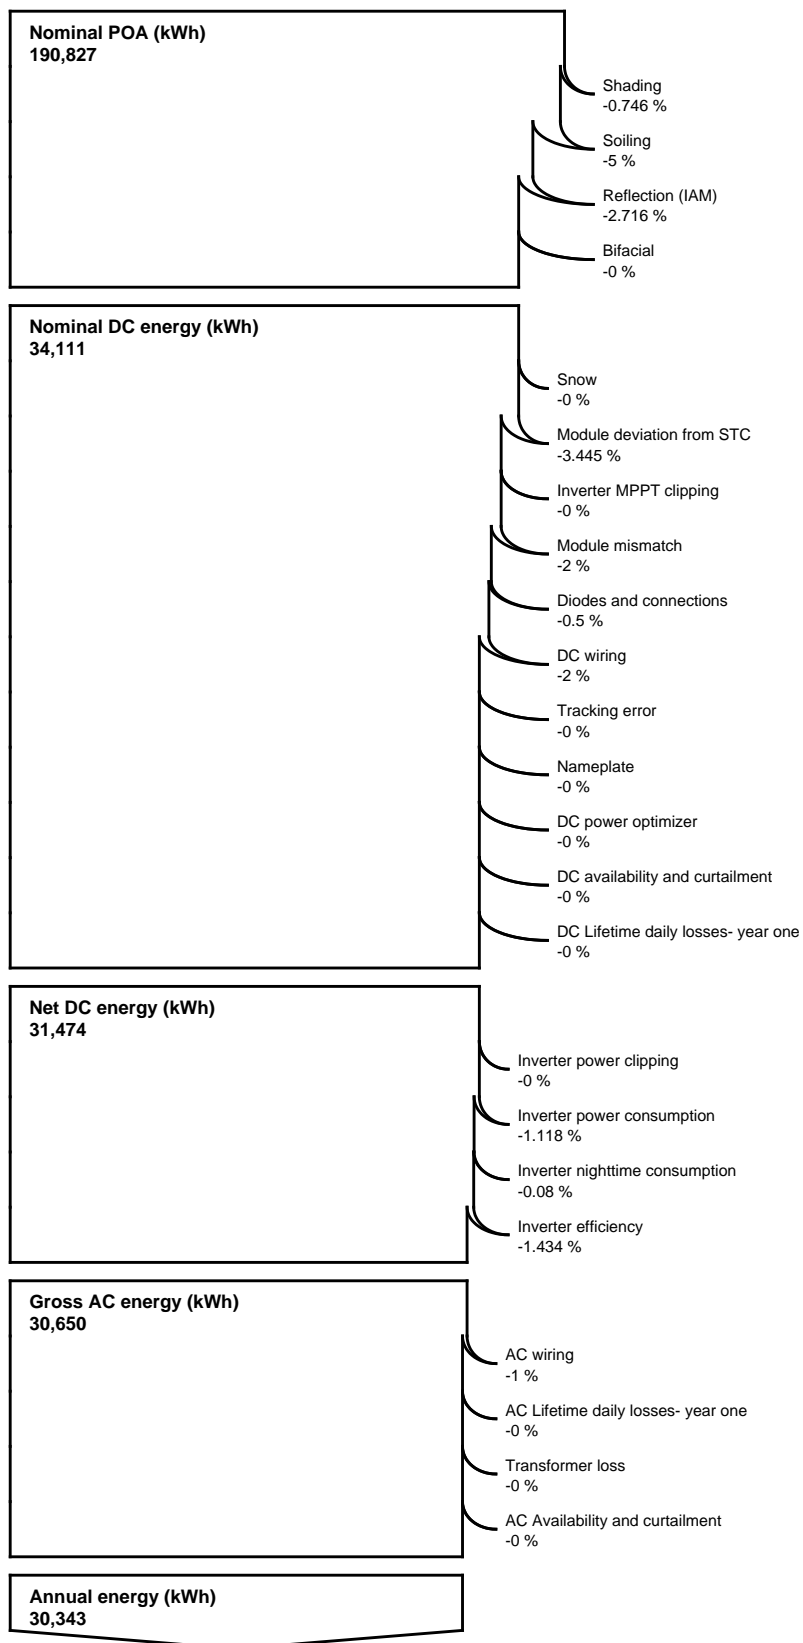 Nominal POA (kWh)
190,827
Shading
-0.746 %
Soiling
-5 %
Reflection (IAM)
-2.716 %
Bifacial
-0 %
Nominal DC energy (kWh)
34,111
Snow
-0 %
Module deviation from STC
-3.445 %
Inverter MPPT clipping
-0 %
Module mismatch
-2 %
Diodes and connections
-0.5 %
DC wiring
-2 %
Tracking error
-0 %
Nameplate
-0 %
DC power optimizer
-0 %
DC availability and curtailment
-0 %
DC Lifetime daily losses- year one
-0 %
Net DC energy (kWh)
31,474
Inverter power clipping
-0 %
Inverter power consumption
-1.118 %
Inverter nighttime consumption
-0.08 %
Inverter efficiency
-1.434 %
Gross AC energy (kWh)
30,650
AC wiring
-1 %
AC Lifetime daily losses- year one
-0 %
Transformer loss
-0 %
AC Availability and curtailment
-0 %
Annual energy (kWh)
30,343